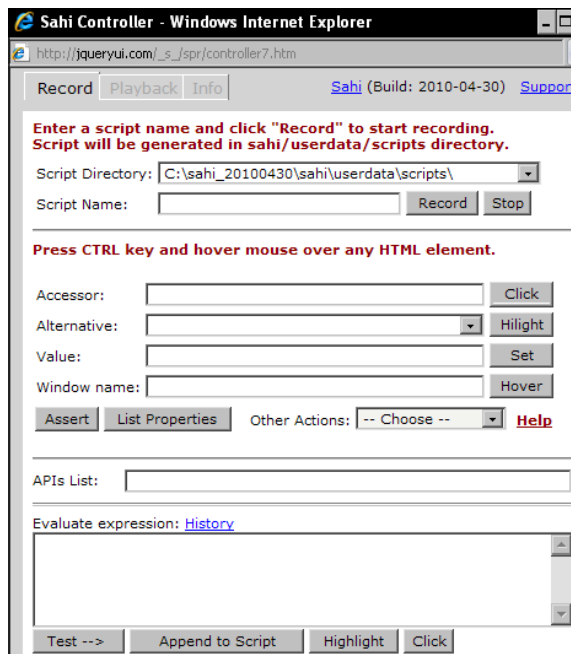 Sahi Controller - Windows Internet Explorer
http://jqueryui.com/_s_/spr/controller7.htm
Record Playback Info Sahi (Build: 2010-04-30) Suppor
Enter a script name and click "Record" to start recording.
Script will be generated in sahi/userdata/scripts directory.
Script Directory: C:\sahi_20100430\sahi\userdata\scripts\
Script Name: Record Stop
Press CTRL key and hover mouse over any HTML element.
Accessor: Click
Alternative: Hilight
Value: Set
Window name: Hover
Assert List Properties Other Actions: -- Choose -- Help
APIs List:
Evaluate expression: History
Test --> Append to Script Highlight Click